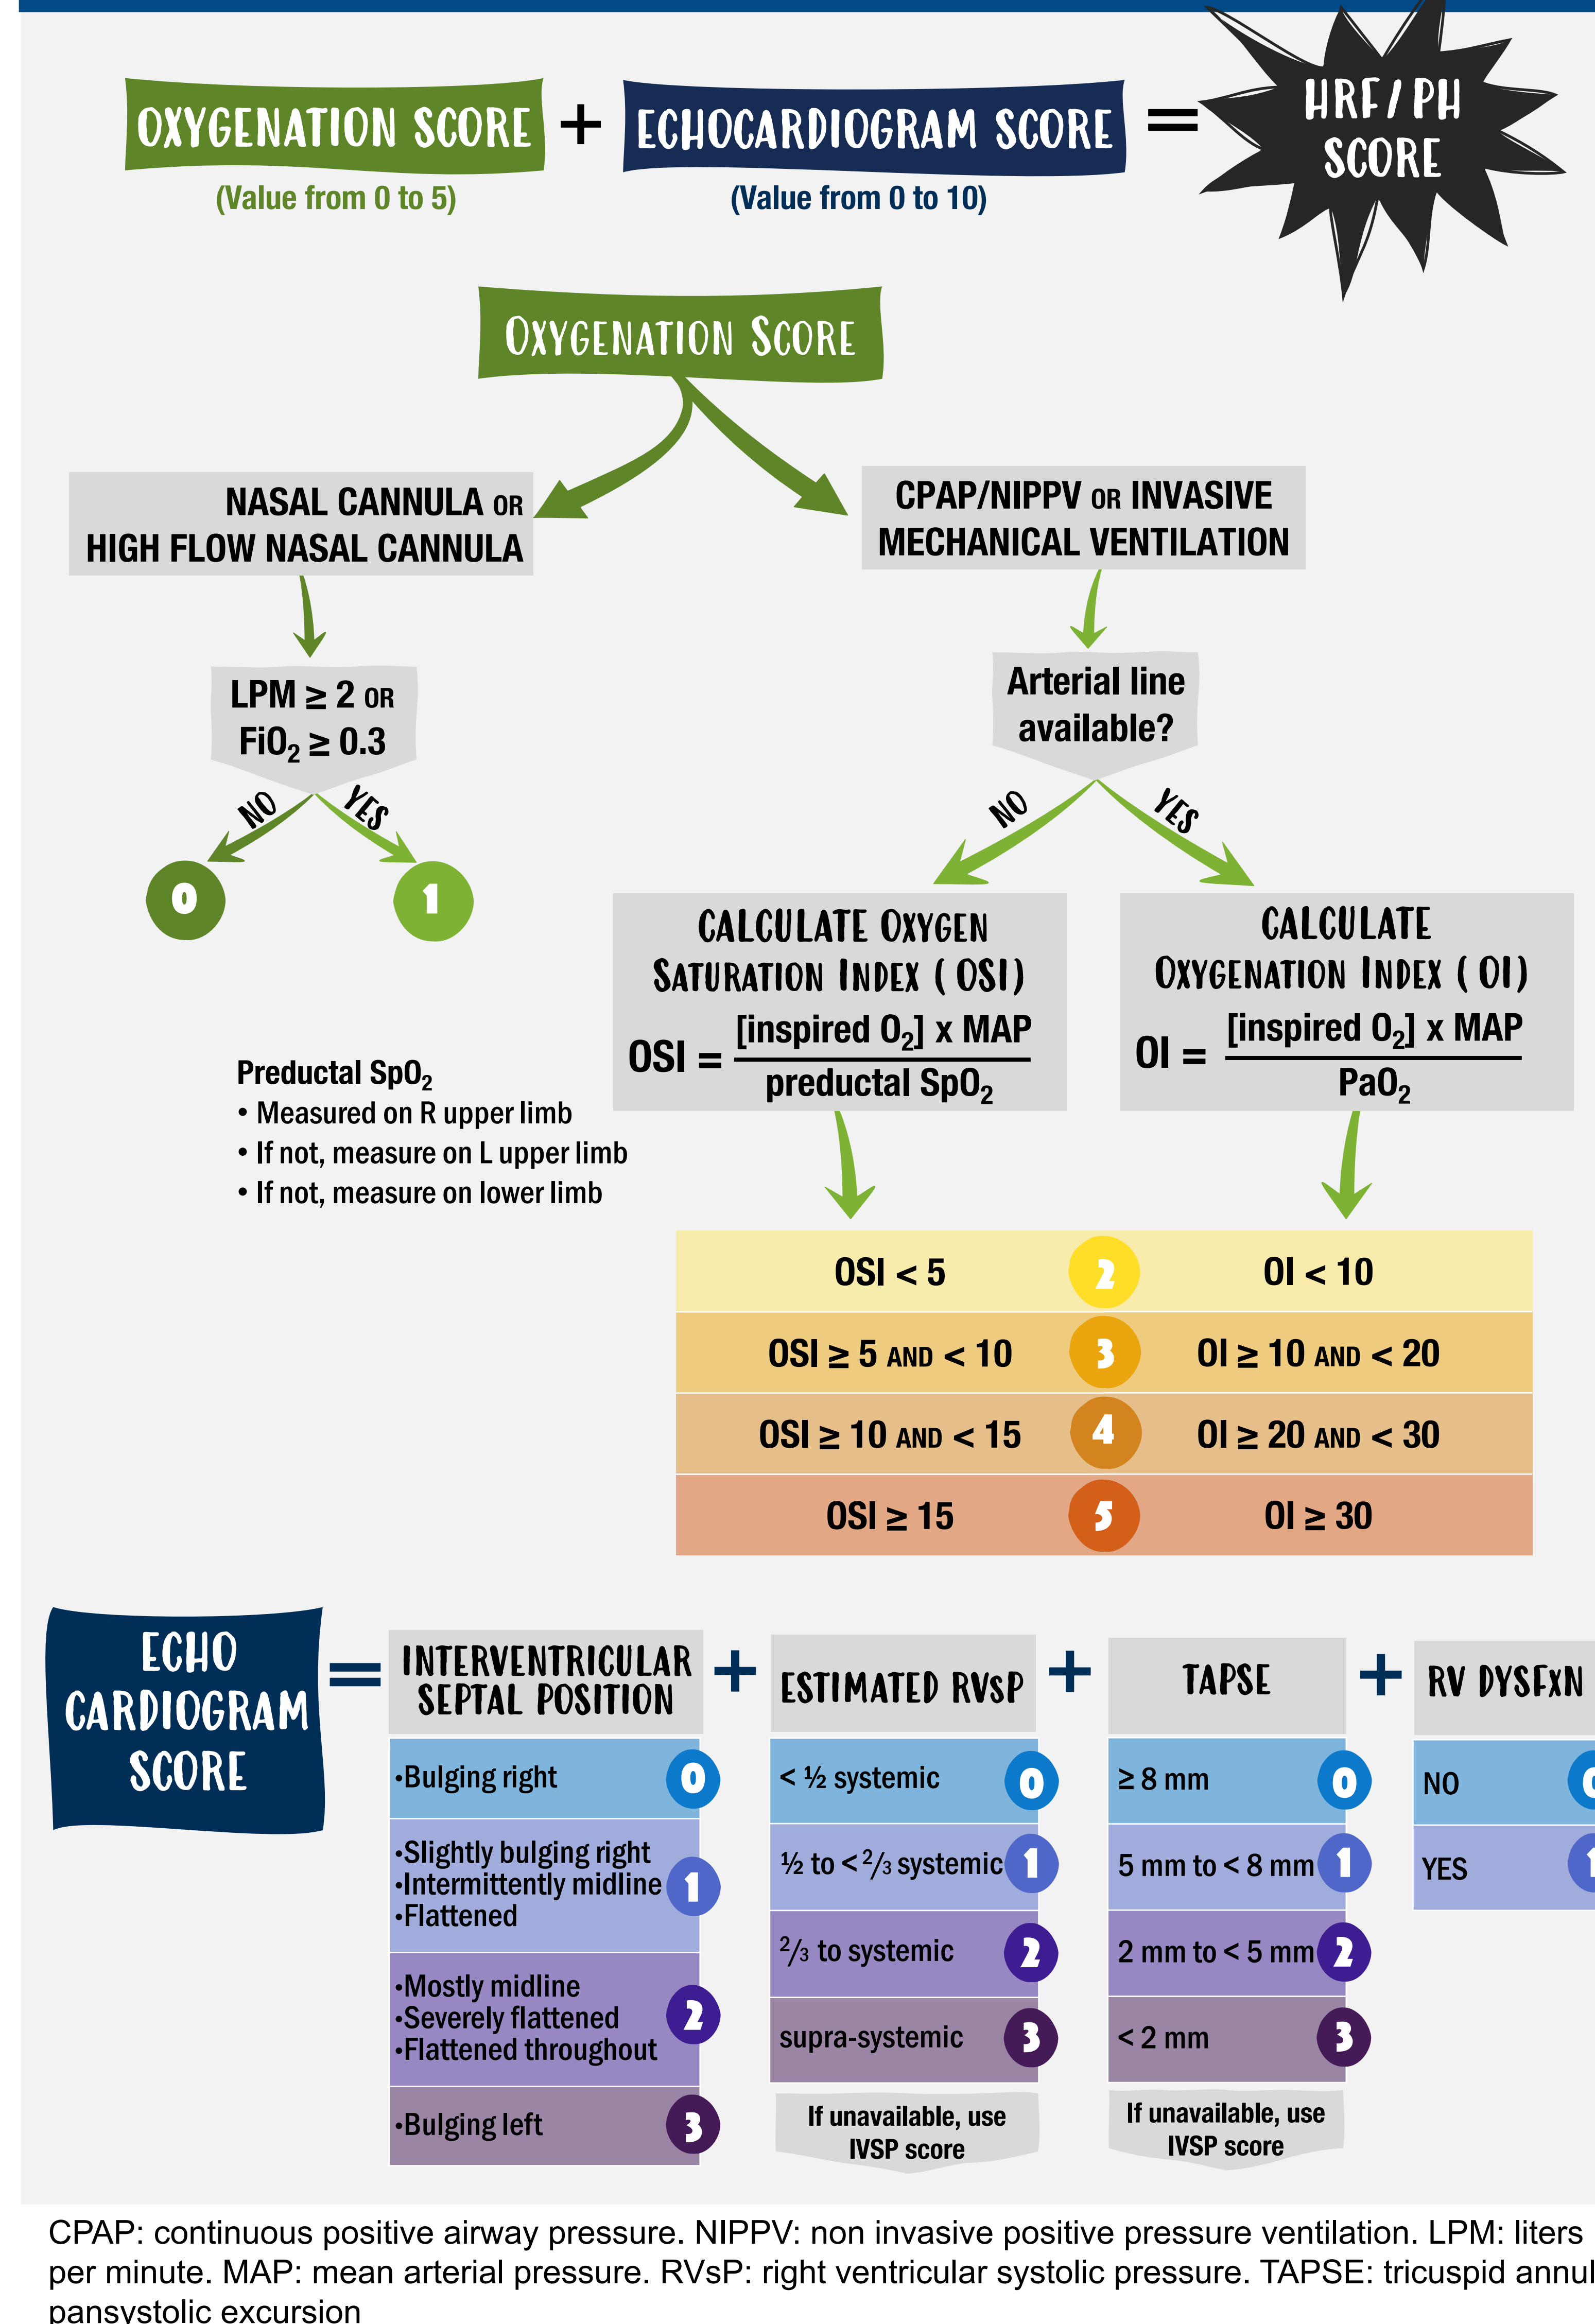 OXYGENATION SCORE + ECHOCARDIOGRAM SCORE = HRF/PH SCORE
(Value from 0 to 5)
(Value from 0 to 10)
OXYGENATION SCORE
NASAL CANNULA OR
HIGH FLOW NASAL CANNULA
CPAP/NIPPV OR INVASIVE
MECHANICAL VENTILATION
LPM ≥ 2 OR
FiO2 ≥ 0.3
NO
YES
0
1
Arterial line
available?
NO
YES
CALCULATE OXYGEN
SATURATION INDEX (OSI)
OSI = [inspired O2] x MAP
preductal SpO2
CALCULATE
OXYGENATION INDEX (OI)
OI = [inspired O2] x MAP
PaO2
Preductal SpO2
• Measured on R upper limb
• If not, measure on L upper limb
• If not, measure on lower limb
OSI < 5 2 OI < 10
OSI ≥ 5 AND < 10 3 OI ≥ 10 AND < 20
OSI ≥ 10 AND < 15 4 OI ≥ 20 AND < 30
OSI ≥ 15 5 OI ≥ 30
ECHO
CARDIOGRAM
SCORE
=
INTERVENTRICULAR
SEPTAL POSITION
•Bulging right 0
•Slightly bulging right
•Intermittently midline 1
•Flattened
•Mostly midline
•Severely flattened 2
•Flattened throughout
•Bulging left 3
+
ESTIMATED RVSP
< ½ systemic 0
½ to < 2/3 systemic 1
2/3 to systemic 2
supra-systemic 3
If unavailable, use
IVSP score
+
TAPSE
≥ 8 mm 0
5 mm to < 8 mm 1
2 mm to < 5 mm 2
< 2 mm 3
If unavailable, use
IVSP score
+
RV DYSFXN
NO 0
YES 1
CPAP: continuous positive airway pressure. NIPPV: non invasive positive pressure ventilation. LPM: liters
per minute. MAP: mean arterial pressure. RVsP: right ventricular systolic pressure. TAPSE: tricuspid annul
pansystolic excursion